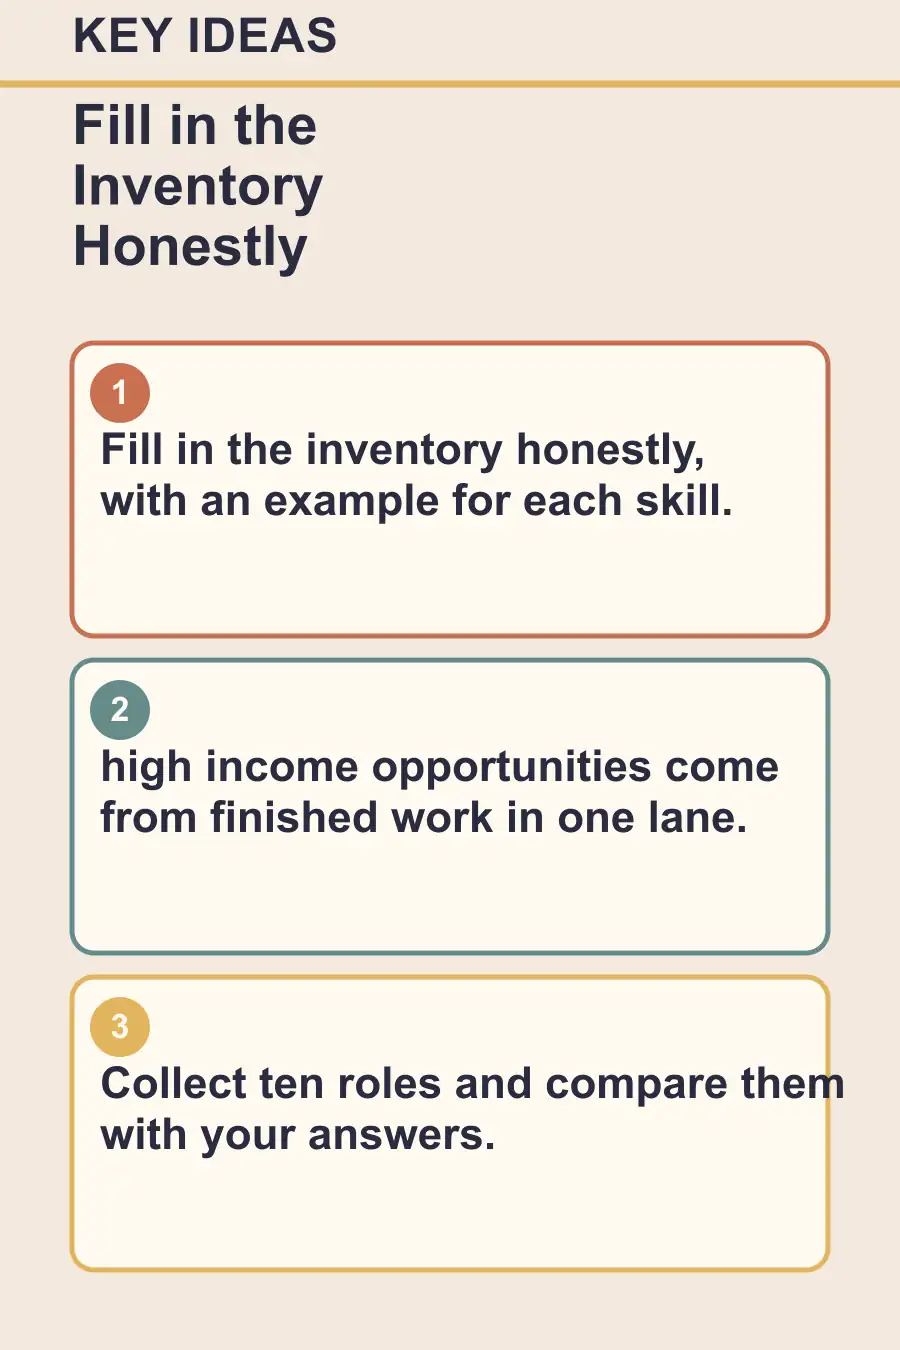 KEY IDEAS
Fill in the
Inventory
Honestly
1
Fill in the inventory honestly,
with an example for each skill.
2
high income opportunities come
from finished work in one lane.
3
Collect ten roles and compare them
with your answers.